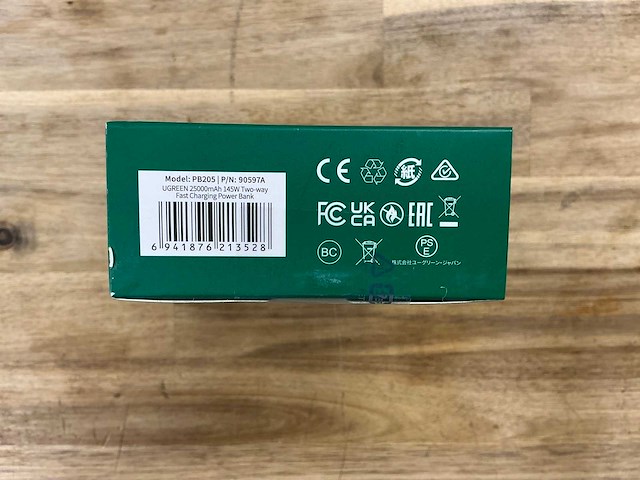 Model: PB205 | P/N: 90597A
UGREEN 25000mAh 145W Two-way
Fast Charging Power Bank
6 941876 213528
CE
紙
FC
UK
CA
EAC
BC
PS
E
株式会社ユーグリーン・ジャパン